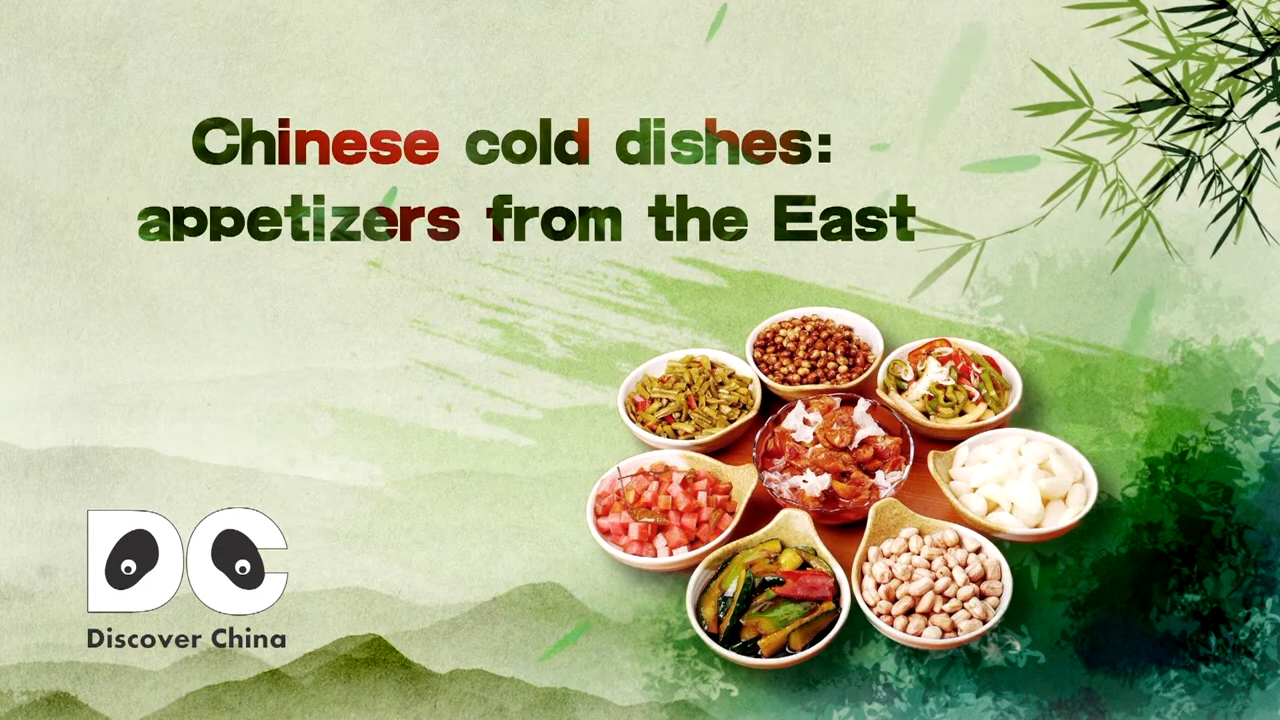 Chinese cold dishes:
appetizers from the East
DC
Discover China